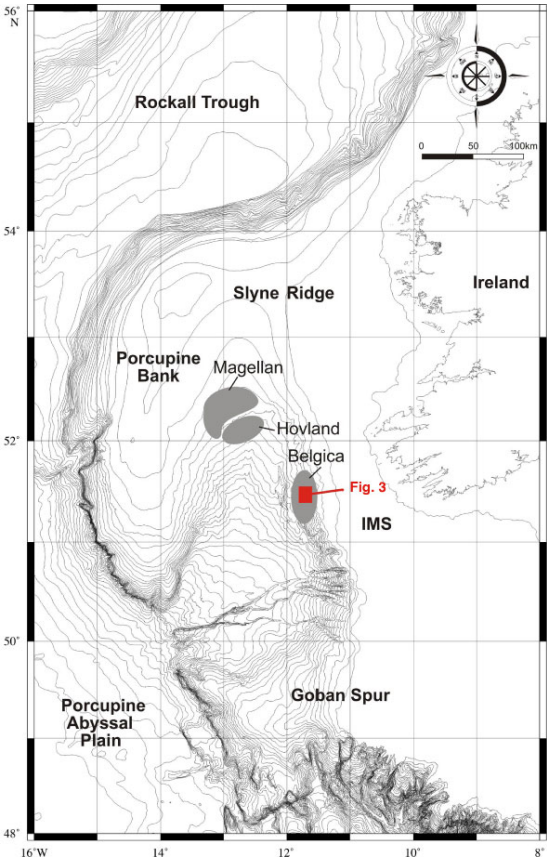 56°
N
Rockall Trough
0 50 100km
54°
Slyne Ridge
Ireland
Porcupine
Bank
Magellan
Hovland
52°
Belgica
Fig. 3
IMS
50°
Goban Spur
Porcupine
Abyssal
Plain
48°
16°W 14° 12° 10° 8°